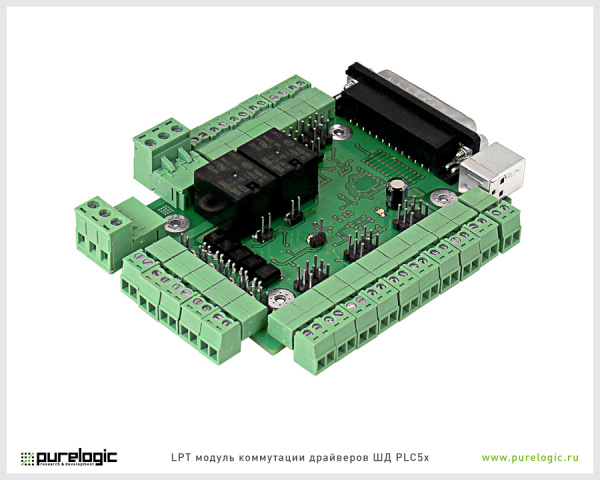 purelogic
research & development
LPT модуль коммутации драйверов ШД PLC5x
www.purelogic.ru